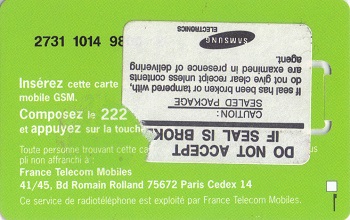 2731 1014 98
Insérez cette carte
mobile GSM.
Composez le 222
et appuyez sur la touche
Toute personne trouvant cette
pli non affranchi à :
France Telecom Mobiles
41/45, Bd Romain Rolland 75672 Paris Cedex 14
Ce service de radiotéléphone est exploité par France Telecom Mobiles.
DO NOT ACCEPT
IF SEAL IS BROK
CAUTION:
SEALED PACKAGE
If seal has been broken or tampered with,
do not give clear receipt unless contents
are examined in presence of delivering
agent.
SAMSUNG
ELECTRONICS